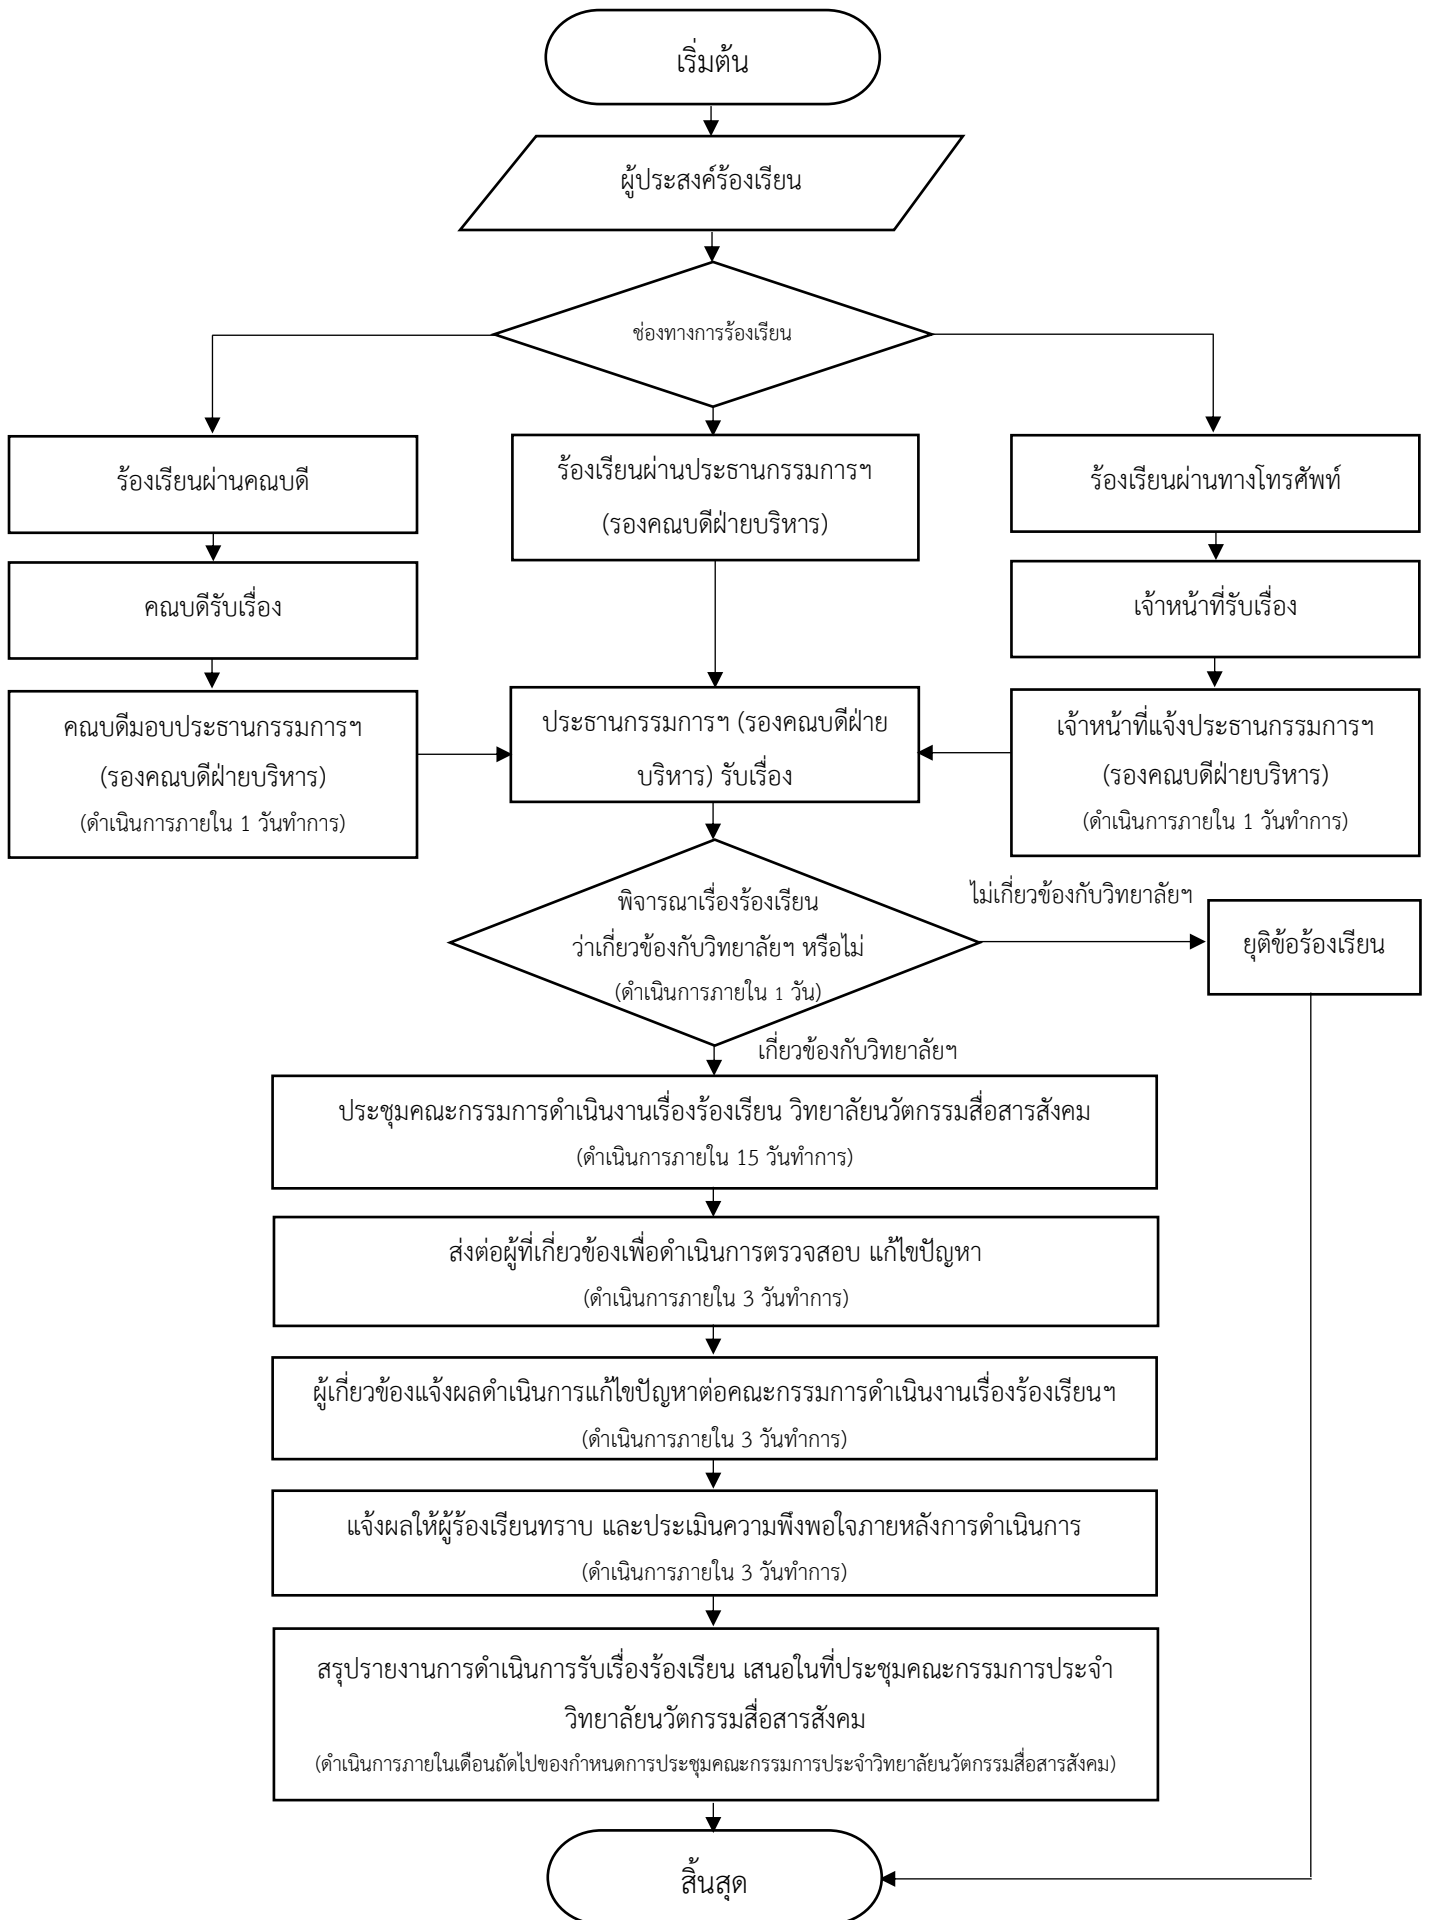 เริ่มต้น
ผู้ประสงค์ร้องเรียน
ช่องทางการร้องเรียน
ร้องเรียนผ่านคณบดี
คณบดีรับเรื่อง
คณบดีมอบประธานกรรมการฯ
(รองคณบดีฝ่ายบริหาร)
(ดำเนินการภายใน 1 วันทำการ)
ร้องเรียนผ่านประธานกรรมการฯ
(รองคณบดีฝ่ายบริหาร)
ร้องเรียนผ่านทางโทรศัพท์
เจ้าหน้าที่รับเรื่อง
เจ้าหน้าที่แจ้งประธานกรรมการฯ
(รองคณบดีฝ่ายบริหาร)
(ดำเนินการภายใน 1 วันทำการ)
ประธานกรรมการฯ (รองคณบดีฝ่าย
บริหาร) รับเรื่อง
พิจารณาเรื่องร้องเรียน
ว่าเกี่ยวข้องกับวิทยาลัยฯ หรือไม่
(ดำเนินการภายใน 1 วัน)
ไม่เกี่ยวข้องกับวิทยาลัยฯ
ยุติข้อร้องเรียน
เกี่ยวข้องกับวิทยาลัยฯ
ประชุมคณะกรรมการดำเนินงานเรื่องร้องเรียน วิทยาลัยนวัตกรรมสื่อสารสังคม
(ดำเนินการภายใน 15 วันทำการ)
ส่งต่อผู้ที่เกี่ยวข้องเพื่อดำเนินการตรวจสอบ แก้ไขปัญหา
(ดำเนินการภายใน 3 วันทำการ)
ผู้เกี่ยวข้องแจ้งผลดำเนินการแก้ไขปัญหาต่อคณะกรรมการดำเนินงานเรื่องร้องเรียนฯ
(ดำเนินการภายใน 3 วันทำการ)
แจ้งผลให้ผู้ร้องเรียนทราบ และประเมินความพึงพอใจภายหลังการดำเนินการ
(ดำเนินการภายใน 3 วันทำการ)
สรุปรายงานการดำเนินการรับเรื่องร้องเรียน เสนอในที่ประชุมคณะกรรมการประจำ
วิทยาลัยนวัตกรรมสื่อสารสังคม
(ดำเนินการภายในเดือนถัดไปของกำหนดการประชุมคณะกรรมการประจำวิทยาลัยนวัตกรรมสื่อสารสังคม)
สิ้นสุด